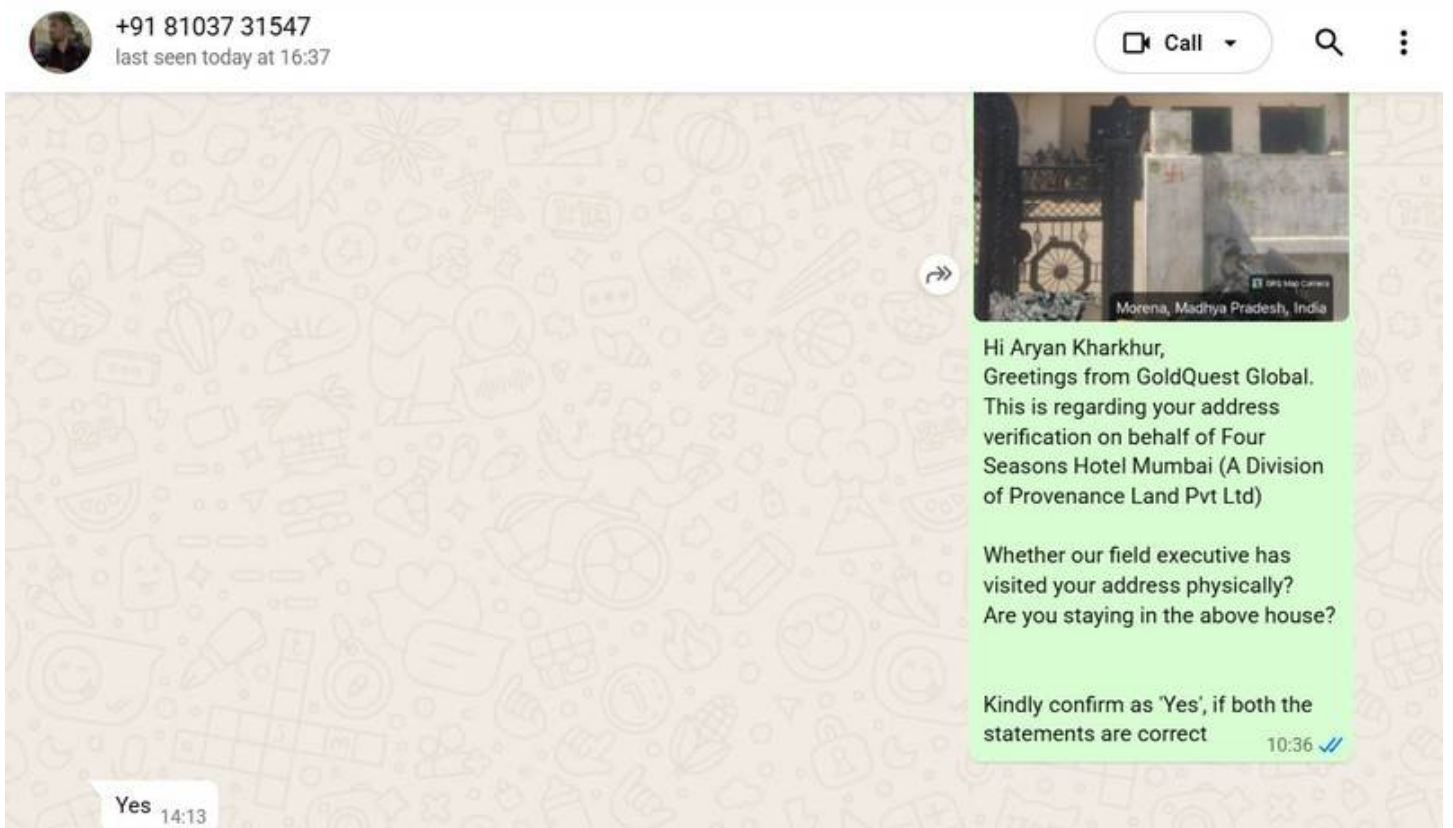 +91 81037 31547
last seen today at 16:37
Call
GPS Map Camera
Morena, Madhya Pradesh, India
Hi Aryan Kharkhur,
Greetings from GoldQuest Global.
This is regarding your address
verification on behalf of Four
Seasons Hotel Mumbai (A Division
of Provenance Land Pvt Ltd)
Whether our field executive has
visited your address physically?
Are you staying in the above house?
Kindly confirm as 'Yes', if both the
statements are correct
10:36
Yes
14:13